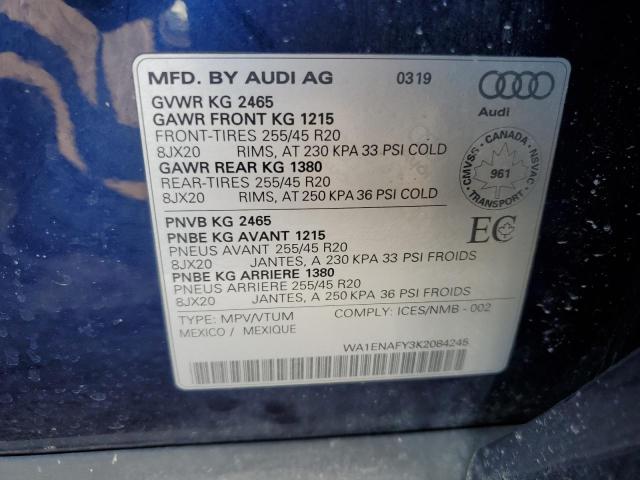 MFD. BY AUDI AG 0319
Audi
GVWR KG 2465
GAWR FRONT KG 1215
FRONT-TIRES 255/45 R20
8JX20 RIMS, AT 230 KPA 33 PSI COLD
GAWR REAR KG 1380
REAR-TIRES 255/45 R20
8JX20 RIMS, AT 250 KPA 36 PSI COLD
CMVSS - CANADA - NSVAC
961
TRANSPORT
PNVB KG 2465
PNBE KG AVANT 1215
PNEUS AVANT 255/45 R20
8JX20 JANTES, A 230 KPA 33 PSI FROIDS
PNBE KG ARRIERE 1380
PNEUS ARRIERE 255/45 R20
8JX20 JANTES, A 250 KPA 36 PSI FROIDS
EC
TYPE: MPV/VTUM COMPLY: ICES/NMB - 002
MEXICO / MEXIQUE
WA1ENAFY3K2084245